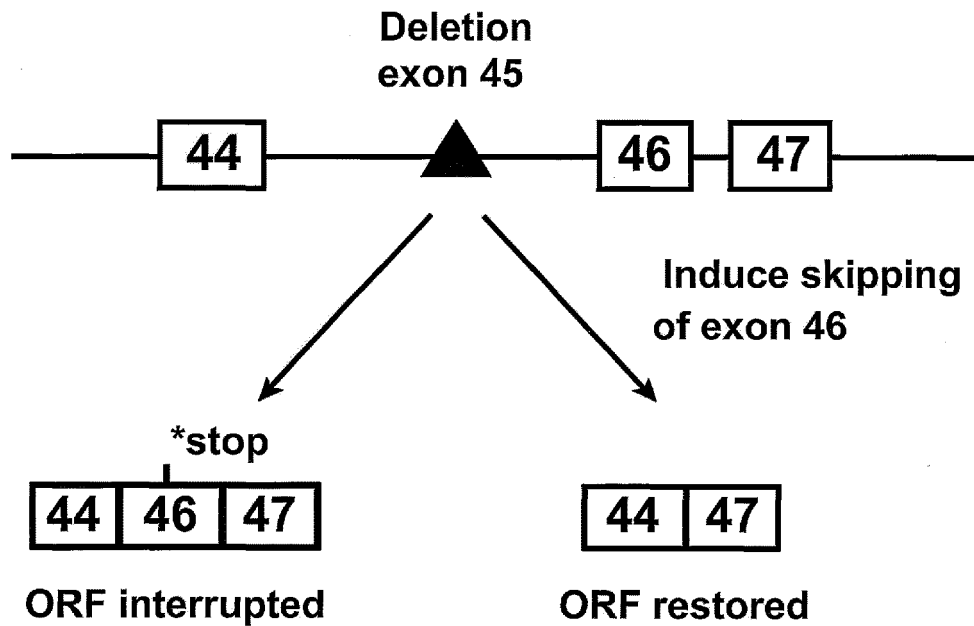 Deletion
exon 45
44
46
47
Induce skipping
of exon 46
*stop
44 46 47
44 47
ORF interrupted
ORF restored